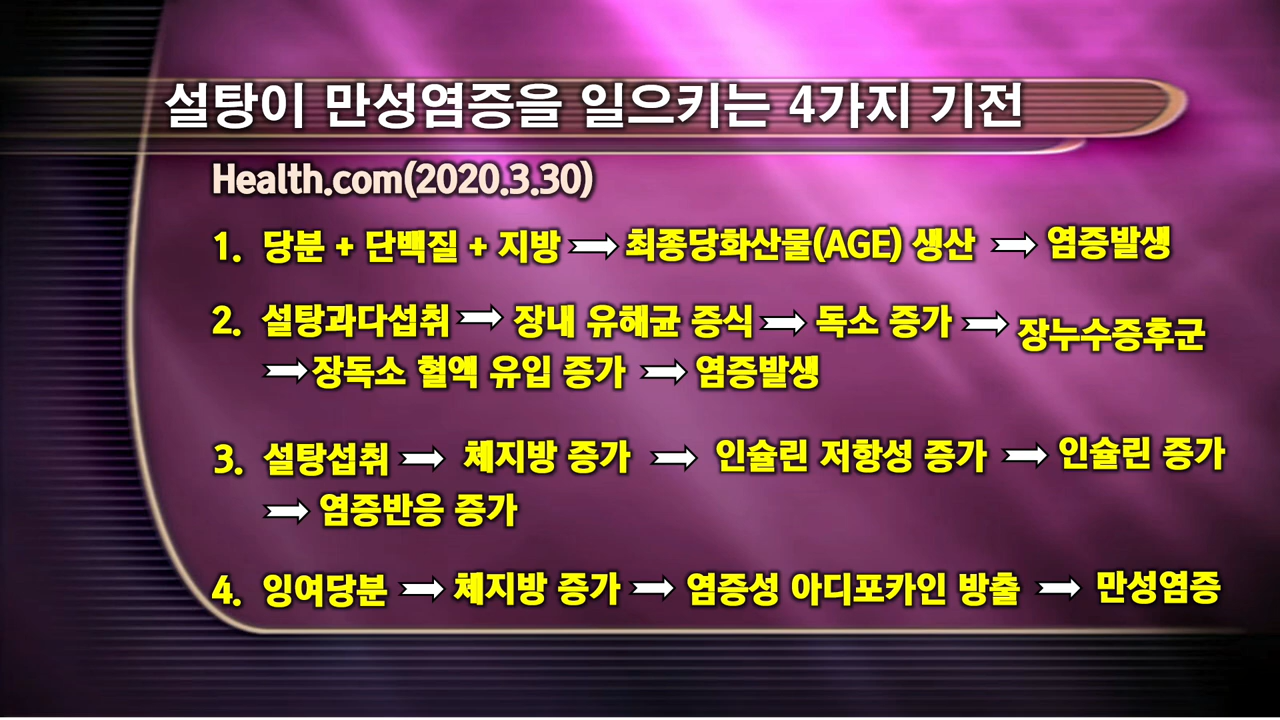 설탕이 만성염증을 일으키는 4가지 기전
Health.com(2020.3.30)
1. 당분 + 단백질 + 지방 ➡ 최종당화산물(AGE) 생산 ➡ 염증발생
2. 설탕과다섭취 ➡ 장내 유해균 증식 ➡ 독소 증가 ➡ 장누수증후군
➡ 장독소 혈액 유입 증가 ➡ 염증발생
3. 설탕섭취 ➡ 체지방 증가 ➡ 인슐린 저항성 증가 ➡ 인슐린 증가
➡ 염증반응 증가
4. 잉여당분 ➡ 체지방 증가 ➡ 염증성 아디포카인 방출 ➡ 만성염증